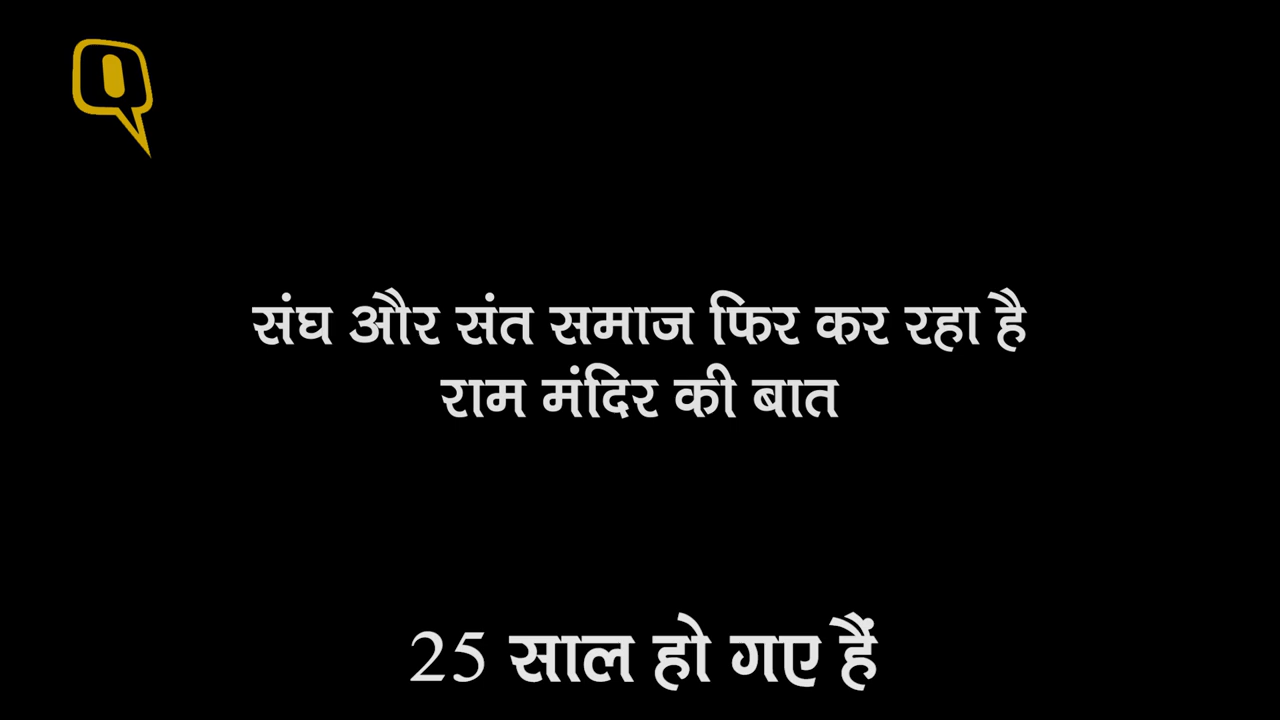 संघ और संत समाज फिर कर रहा है
राम मंदिर की बात
25 साल हो गए हैं